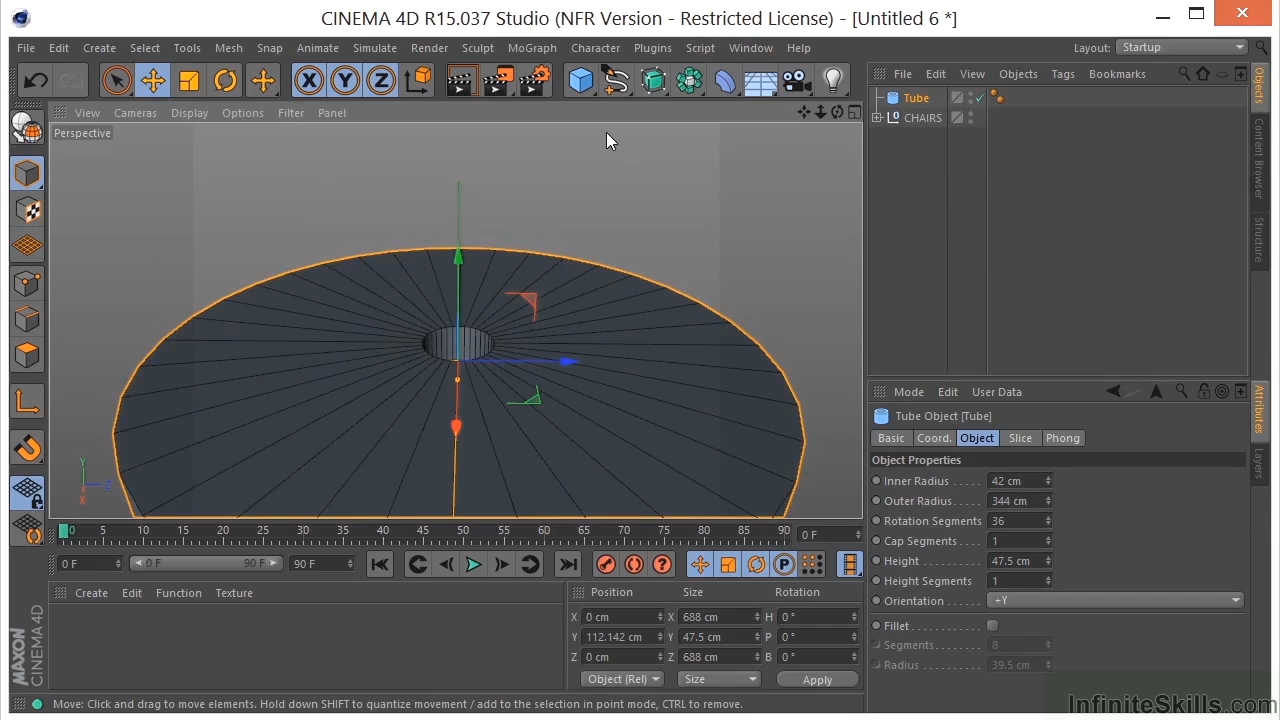 CINEMA 4D R15.037 Studio (NFR Version - Restricted License) - [Untitled 6 *]
File Edit Create Select Tools Mesh Snap Animate Simulate Render Sculpt MoGraph Character Plugins Script Window Help Layout: Startup
X Y Z
File Edit View Objects Tags Bookmarks
View Cameras Display Options Filter Panel
Perspective
Tube
CHAIRS
Objects
Content Browser
Structure
Mode Edit User Data
Tube Object [Tube]
Basic Coord. Object Slice Phong
Object Properties
Inner Radius 42 cm
Outer Radius 344 cm
Rotation Segments 36
Cap Segments 1
Height 47.5 cm
Height Segments 1
Orientation +Y
Fillet
Segments 8
Radius 39.5 cm
Attributes
Layers
Y
Z
X
0 5 10 15 20 25 30 35 40 45 50 55 60 65 70 75 80 85 90 0 F
0 F 0 F 90 F 90 F P
Create Edit Function Texture
Position Size Rotation
X 0 cm X 688 cm H 0 °
Y 112.142 cm Y 47.5 cm P 0 °
Z 0 cm Z 688 cm B 0 °
Object (Rel) Size Apply
MAXON
CINEMA 4D
Move: Click and drag to move elements. Hold down SHIFT to quantize movement / add to the selection in point mode, CTRL to remove.
InfiniteSkills.com